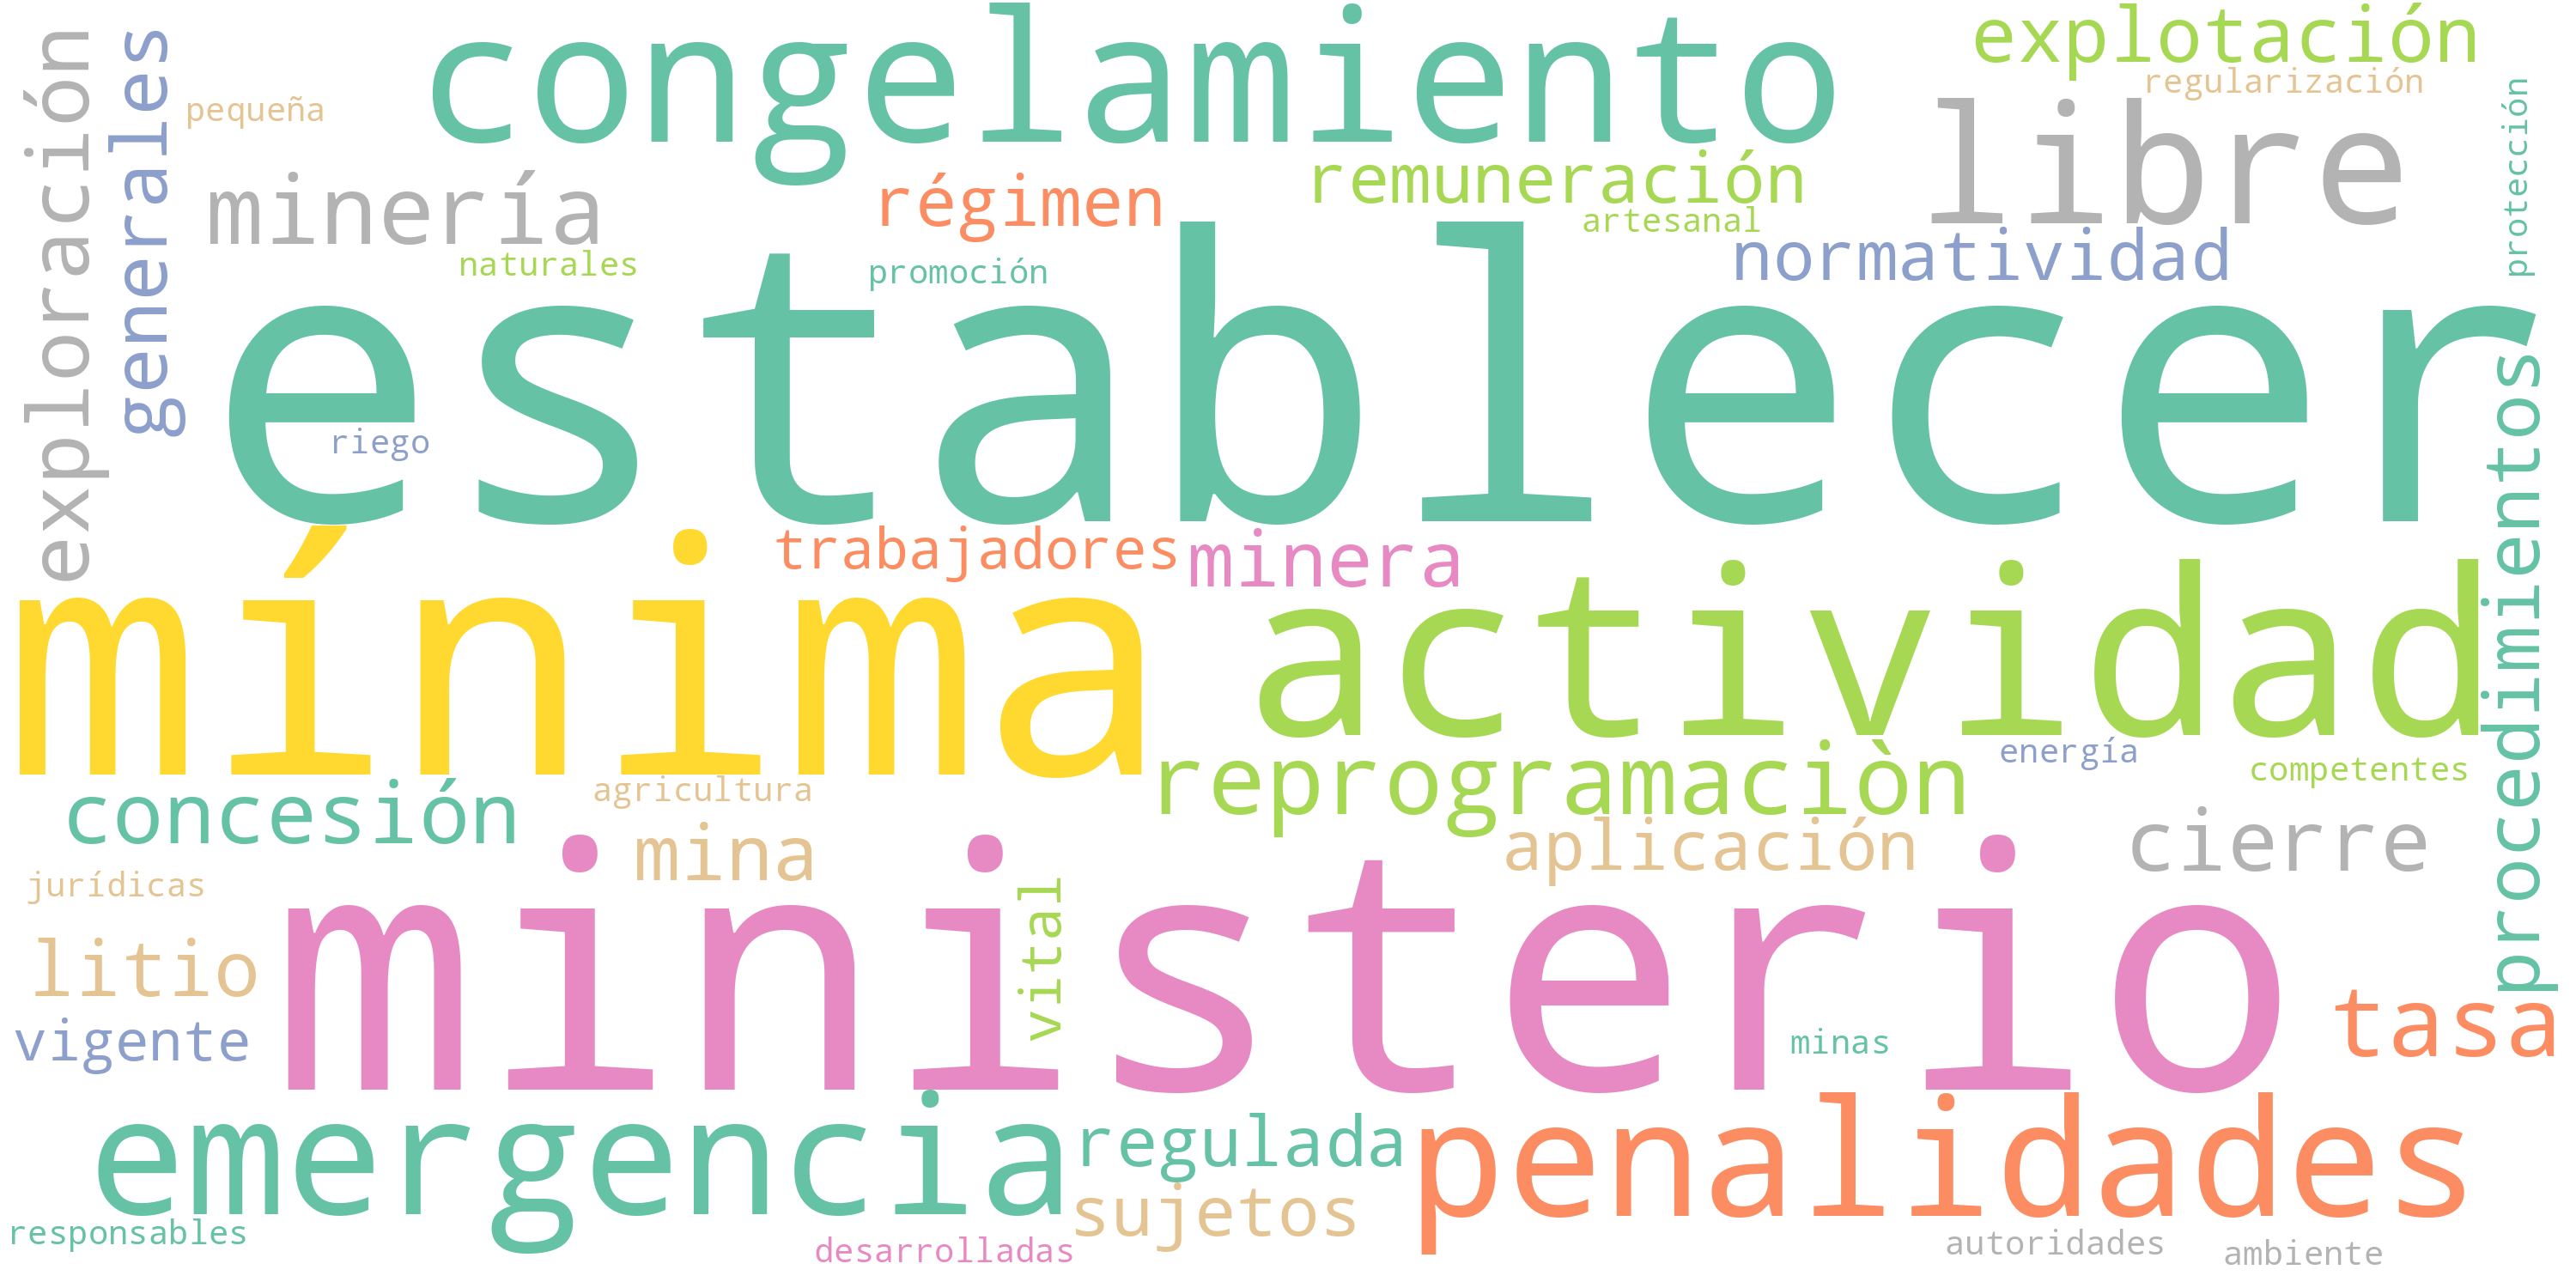 congelamiento
explotación
regularización
exploración
generales
pequeña
libre
protección
minería
régimen
remuneración
artesanal
normatividad
naturales
promoción
establecer
riego
procedimientos
mínima
trabajadores
minera
actividad
reprogramaciòn
energía
competentes
concesión
agricultura
mina
aplicación
cierre
jurídicas
ministerio
vital
litio
vigente
minas
tasa
emergencia
regulada
penalidades
sujetos
responsables
desarrolladas
autoridades
ambiente